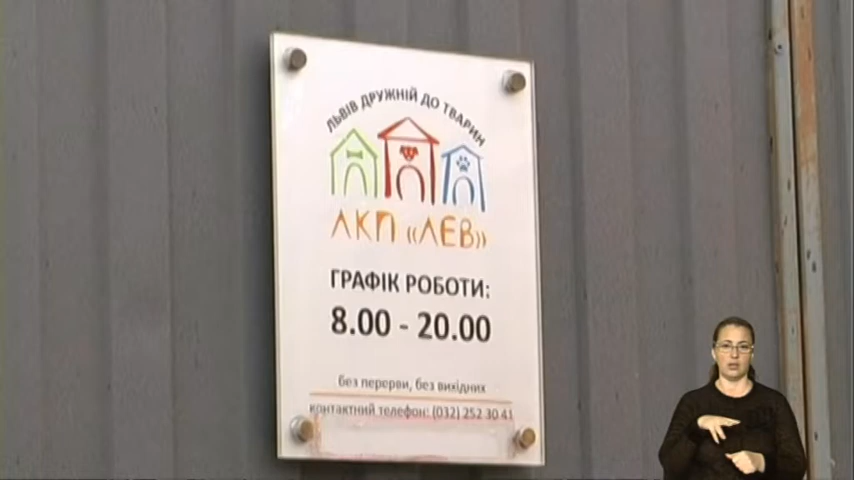 ЛЬВІВ ДРУЖНІЙ ДО ТВАРИН
ЛКП «ЛЕВ»
ГРАФІК РОБОТИ:
8.00 - 20.00
без перерви, без вихідних
контактний телефон: (032) 252 30 41